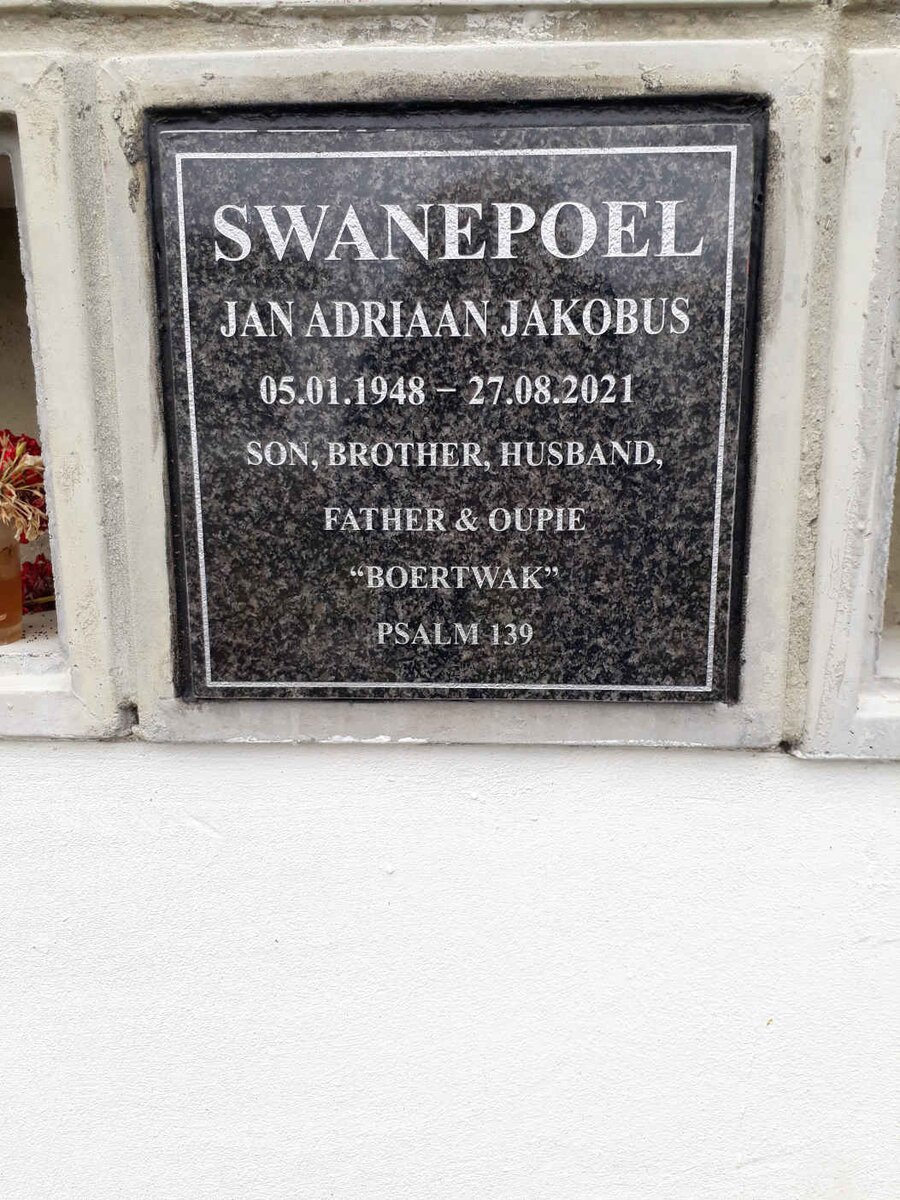 SWANEPOEL
JAN ADRIAAN JAKOBUS
05.01.1948 – 27.08.2021
SON, BROTHER, HUSBAND,
FATHER & OUPIE
“BOERTWAK”
PSALM 139